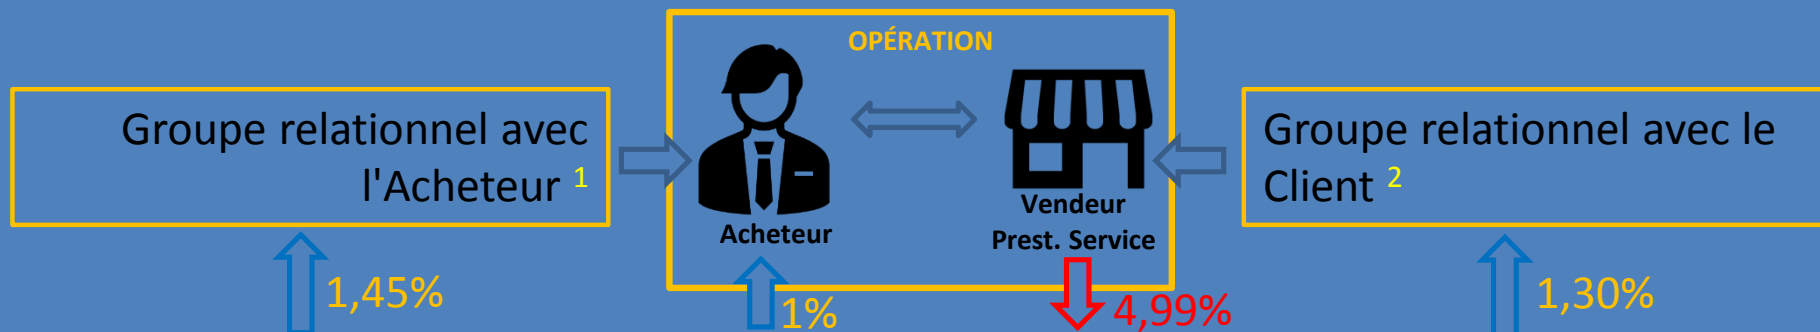 OPÉRATION
Groupe relationnel avec
l'Acheteur 1
Acheteur
Vendeur
Prest. Service
Groupe relationnel avec le
Client 2
1,45%
1%
4,99%
1,30%